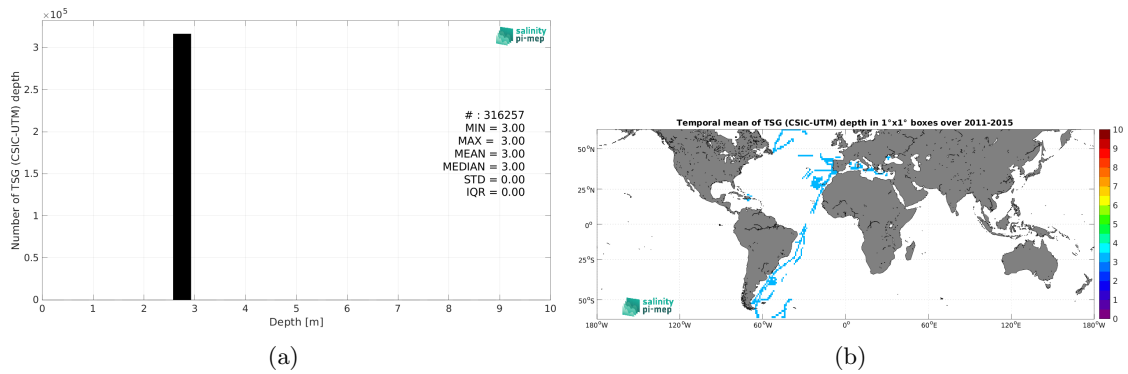 ×10⁵
3
2.5
2
1.5
1
0.5
0
Number of TSG (CSIC-UTM) depth
0 1 2 3 4 5 6 7 8 9 10
Depth [m]
salinity
pi-mep
# : 316257
MIN = 3.00
MAX = 3.00
MEAN = 3.00
MEDIAN = 3.00
STD = 0.00
IQR = 0.00
(a)
Temporal mean of TSG (CSIC-UTM) depth in 1°x1° boxes over 2011-2015
50°N
25°N
0°
25°S
50°S
180°W 120°W 60°W 0° 60°E 120°E 180°W
salinity
pi-mep
10
9
8
7
6
5
4
3
2
1
0
(b)